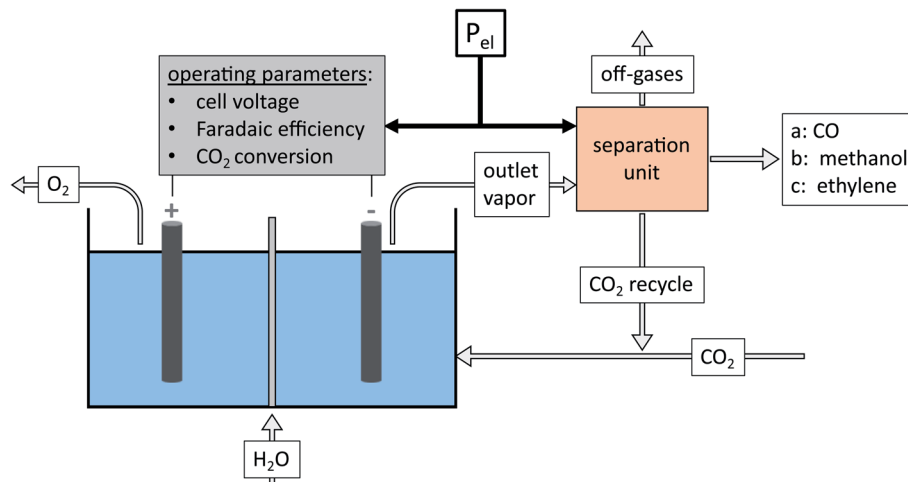 P_el
operating parameters:
• cell voltage
• Faradaic efficiency
• CO₂ conversion
off-gases
separation
unit
a: CO
b: methanol
c: ethylene
O₂
outlet
vapor
+
-
CO₂ recycle
CO₂
H₂O